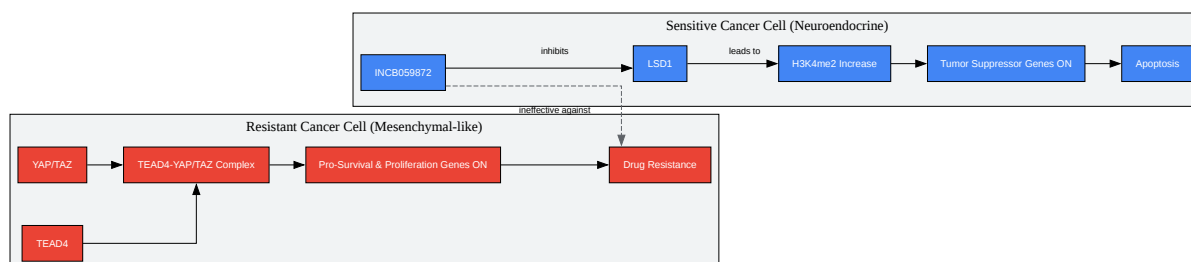 Sensitive Cancer Cell (Neuroendocrine)
INCB059872
inhibits
LSD1
leads to
H3K4me2 Increase
Tumor Suppressor Genes ON
Apoptosis
ineffective against
Resistant Cancer Cell (Mesenchymal-like)
YAP/TAZ
TEAD4-YAP/TAZ Complex
Pro-Survival & Proliferation Genes ON
Drug Resistance
TEAD4